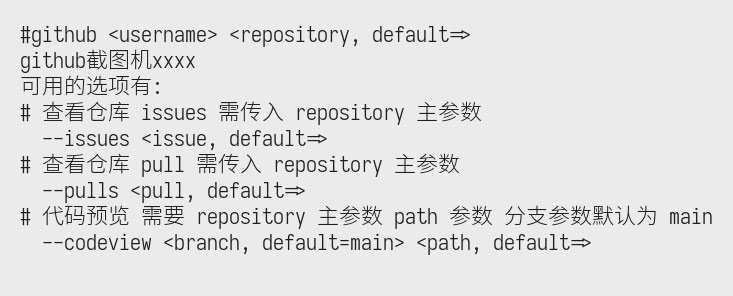 #github <username> <repository, default=>
github截图机xxxx
可用的选项有:
# 查看仓库 issues 需传入 repository 主参数
--issues <issue, default=>
# 查看仓库 pull 需传入 repository 主参数
--pulls <pull, default=>
# 代码预览 需要 repository 主参数 path 参数 分支参数默认为 main
--codeview <branch, default=main> <path, default=>